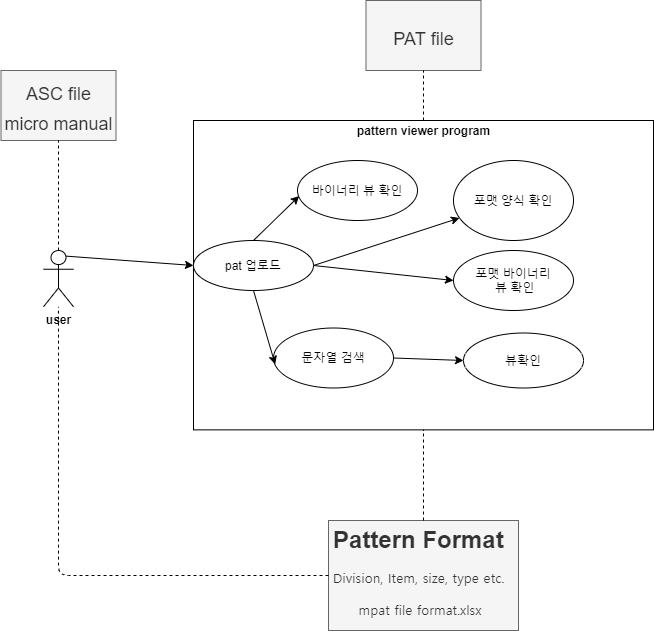 PAT file
ASC file
micro manual
pattern viewer program
바이너리 뷰 확인
포맷 양식 확인
pat 업로드
포맷 바이너리
뷰 확인
user
문자열 검색
뷰확인
Pattern Format
Division, Item, size, type etc.
mpat file format.xlsx